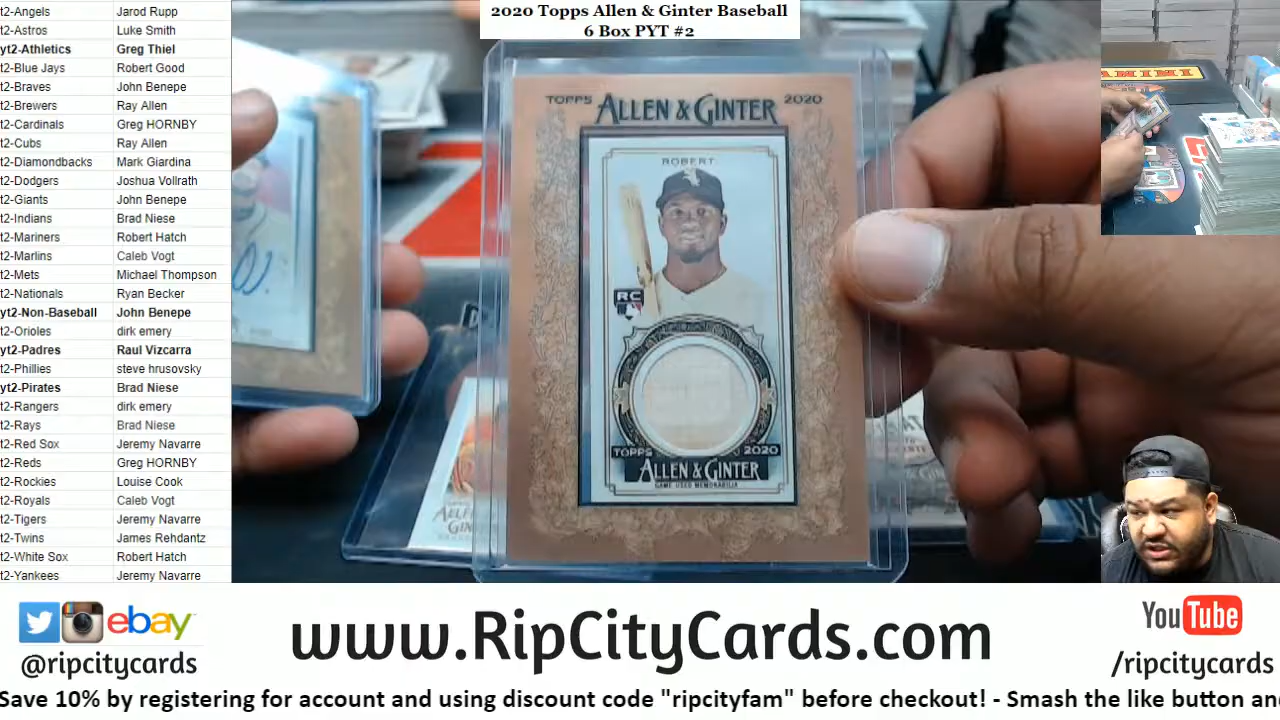 2020 Topps Allen & Ginter Baseball
6 Box PYT #2
t2-Angels Jarod Rupp
t2-Astros Luke Smith
yt2-Athletics Greg Thiel
t2-Blue Jays Robert Good
t2-Braves John Benepe
t2-Brewers Ray Allen
t2-Cardinals Greg HORNBY
t2-Cubs Ray Allen
t2-Diamondbacks Mark Giardina
t2-Dodgers Joshua Vollrath
t2-Giants John Benepe
t2-Indians Brad Niese
t2-Mariners Robert Hatch
t2-Marlins Caleb Vogt
t2-Mets Michael Thompson
t2-Nationals Ryan Becker
yt2-Non-Baseball John Benepe
t2-Orioles dirk emery
yt2-Padres Raul Vizcarra
t2-Phillies steve hrusovsky
yt2-Pirates Brad Niese
t2-Rangers dirk emery
t2-Rays Brad Niese
t2-Red Sox Jeremy Navarre
t2-Reds Greg HORNBY
t2-Rockies Louise Cook
t2-Royals Caleb Vogt
t2-Tigers Jeremy Navarre
t2-Twins James Rehdantz
t2-White Sox Robert Hatch
t2-Yankees Jeremy Navarre
TOPPS ALLEN & GINTER 2020
ROBERT
RC
TOPPS 2020
ALLEN & GINTER
GAME USED MEMORABILIA
PANINI
ebay
@ripcitycards
www.RipCityCards.com
YouTube
/ripcitycards
Save 10% by registering for account and using discount code "ripcityfam" before checkout! - Smash the like button and